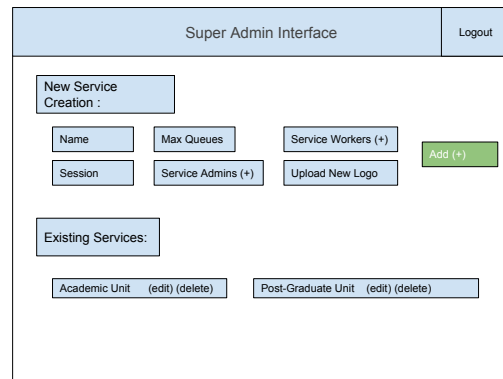 Super Admin Interface
Logout
New Service
Creation :
Name
Max Queues
Service Workers (+)
Add (+)
Session
Service Admins (+)
Upload New Logo
Existing Services:
Academic Unit (edit) (delete)
Post-Graduate Unit (edit) (delete)